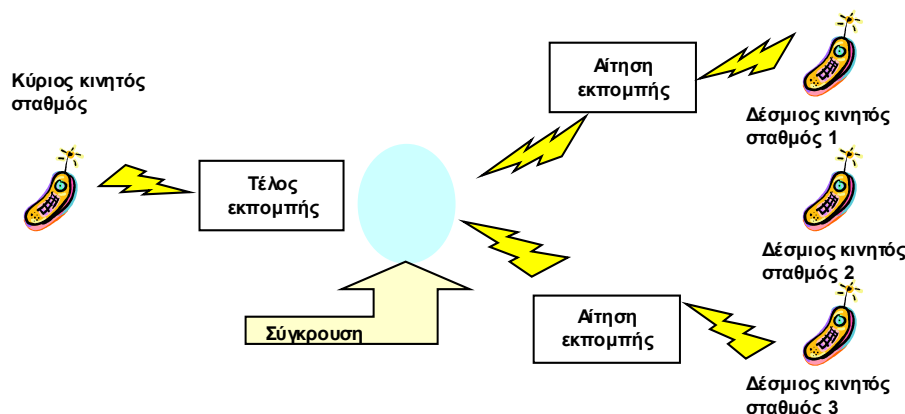 Κύριος κινητός
σταθμός
Τέλος
εκπομπής
Σύγκρουση
Αίτηση
εκπομπής
Δέσμιος κινητός
σταθμός 1
Δέσμιος κινητός
σταθμός 2
Αίτηση
εκπομπής
Δέσμιος κινητός
σταθμός 3